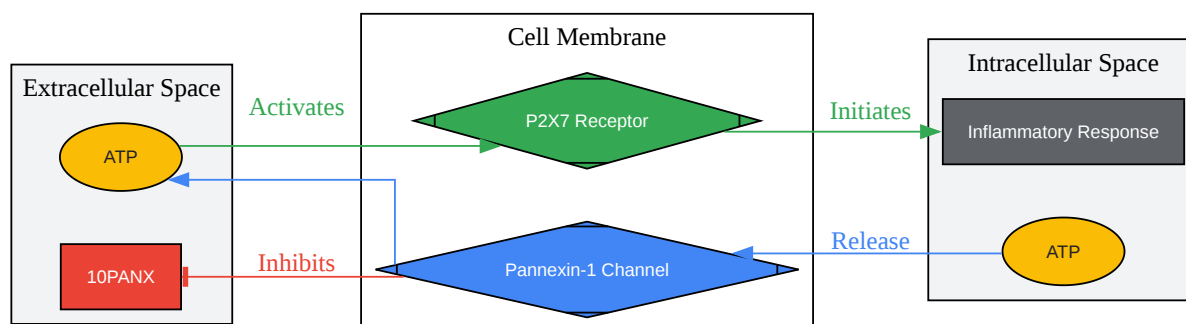 Extracellular Space
ATP
10PANX
Activates
Inhibits
Cell Membrane
P2X7 Receptor
Pannexin-1 Channel
Initiates
Release
Intracellular Space
Inflammatory Response
ATP